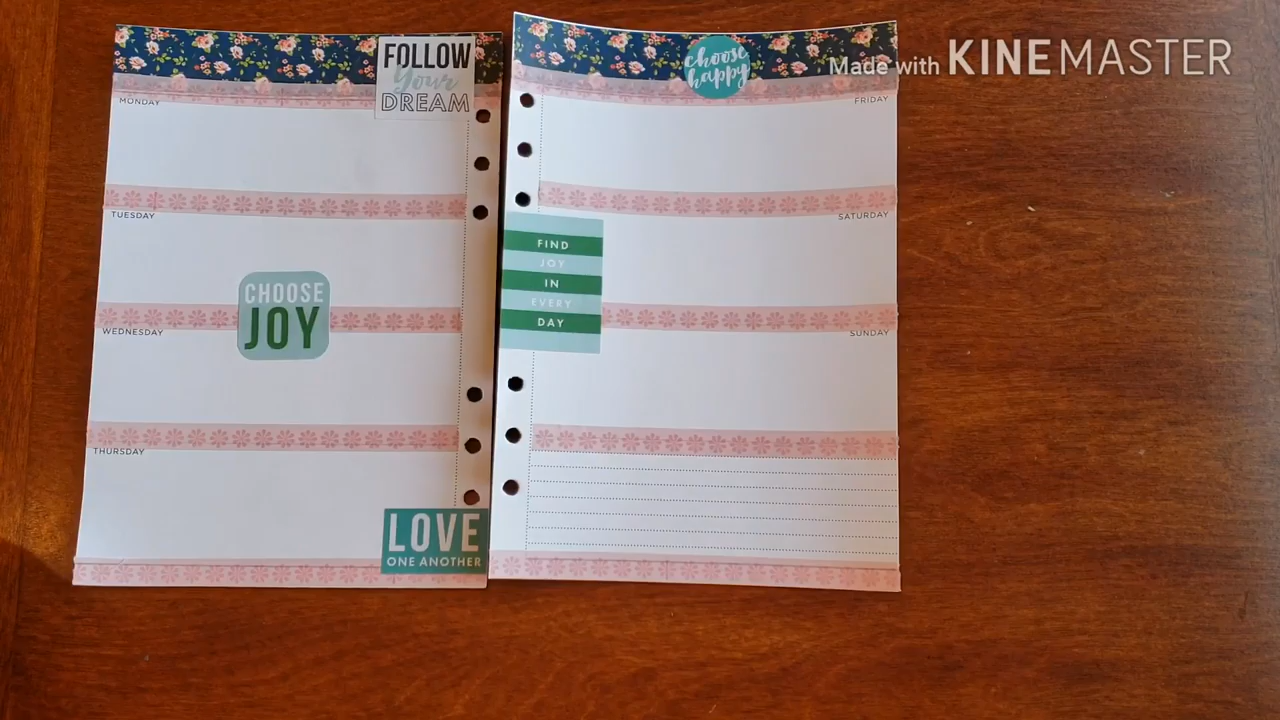 FOLLOW
Your
DREAM
MONDAY
TUESDAY
CHOOSE
JOY
WEDNESDAY
THURSDAY
LOVE
ONE ANOTHER
choose
happy
Made with KINEMASTER
FRIDAY
SATURDAY
FIND
JOY
IN
EVERY
DAY
SUNDAY